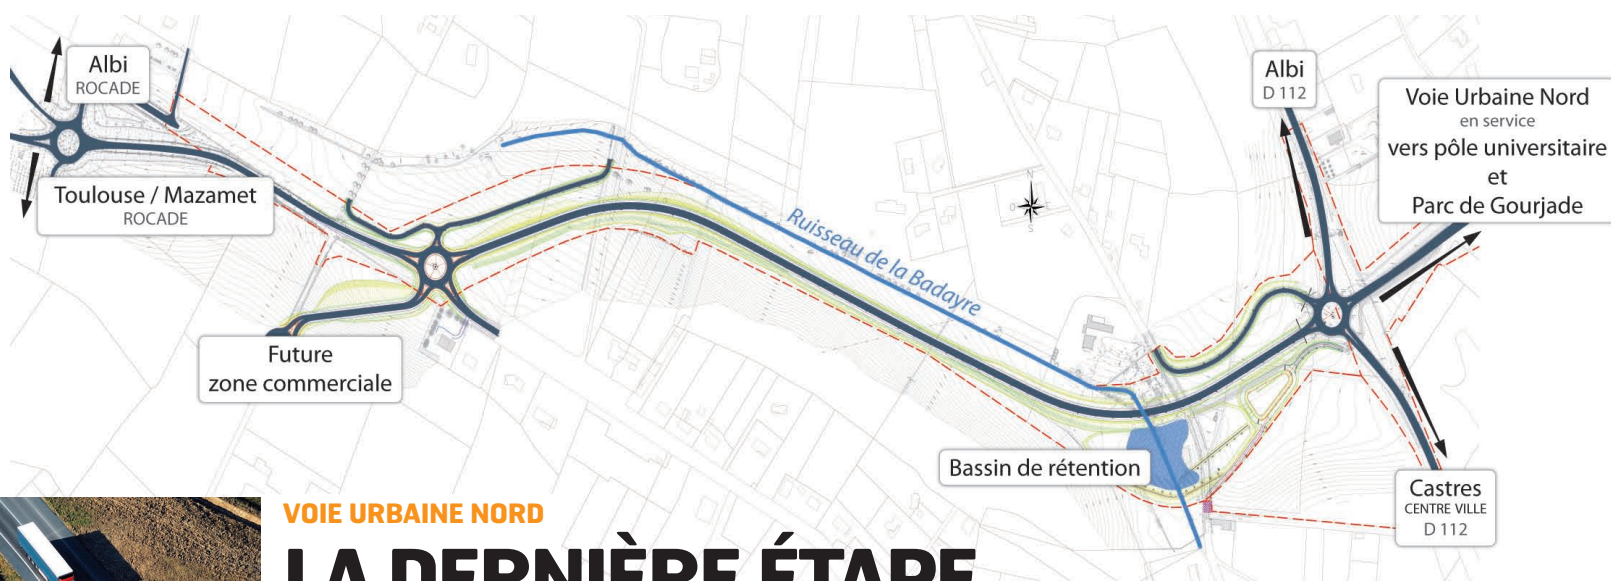 Albi
ROCADE
Toulouse / Mazamet
ROCADE
Future
zone commerciale
Ruisseau de la Badayre
N
S
Bassin de rétention
Albi
D 112
Voie Urbaine Nord
en service
vers pôle universitaire
et
Parc de Gourjade
Castres
CENTRE VILLE
D 112
VOIE URBAINE NORD
LA DERNIÈRE ÉTAPE